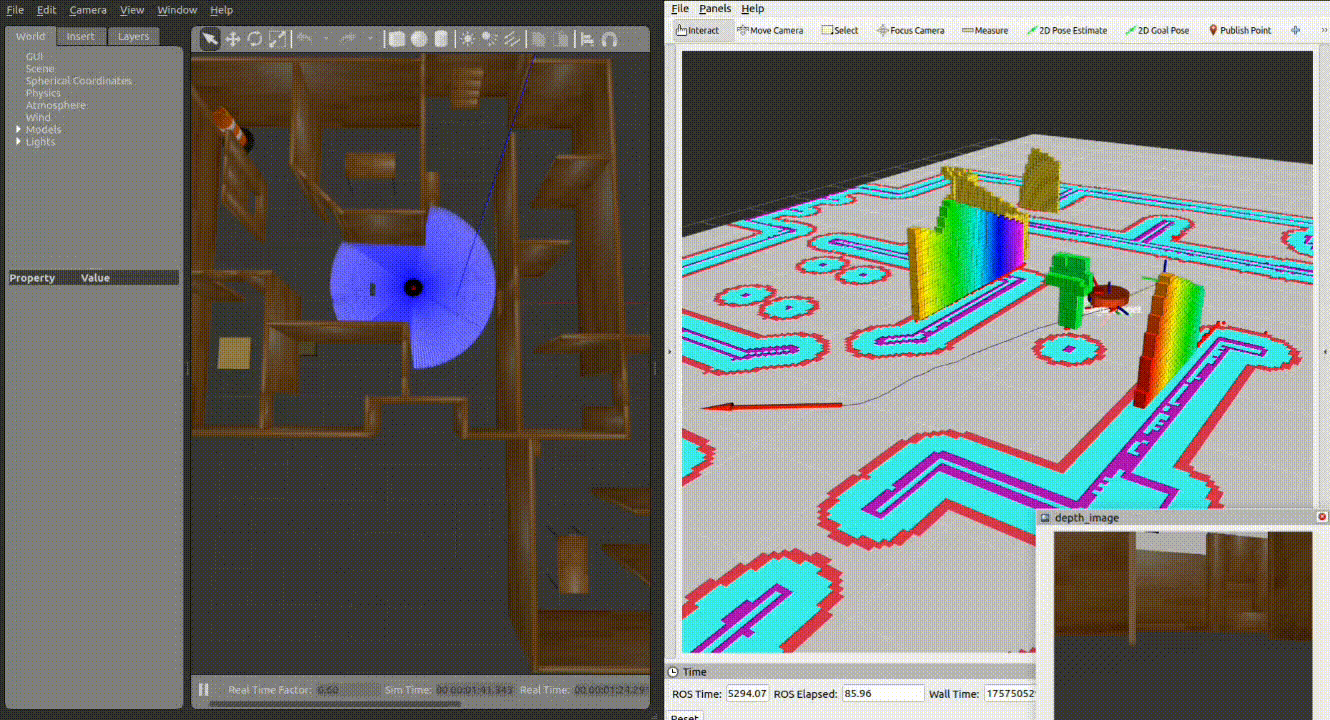 File Edit Camera View Window Help
World Insert Layers
GUI
Scene
Spherical Coordinates
Physics
Atmosphere
Wind
Models
Lights
Property Value
Real Time Factor: 0.60 Sim Time: 00 00:01:41.343 Real Time: 00 00:01:24.29
File Panels Help
Interact Move Camera Select Focus Camera Measure 2D Pose Estimate 2D Goal Pose Publish Point
depth_image
Time
ROS Time: 5294.07 ROS Elapsed: 85.96 Wall Time: 175750529
Reset